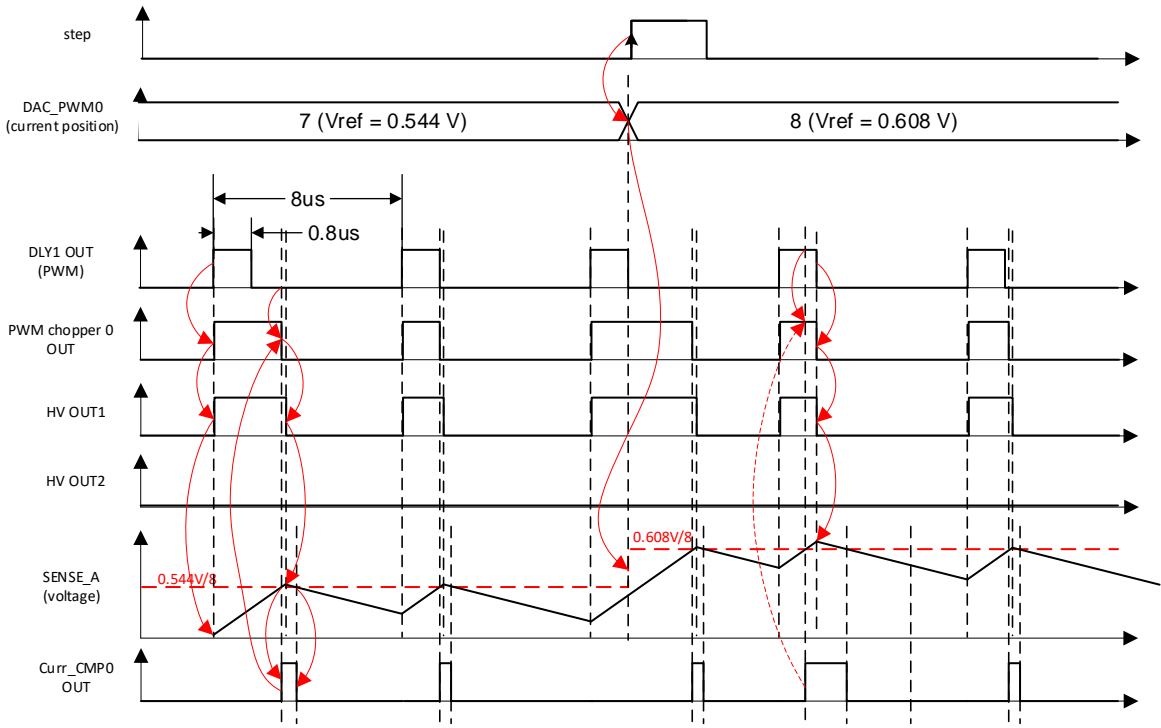 step
DAC_PWM0
(current position)
7 (Vref = 0.544 V)
8 (Vref = 0.608 V)
8us
0.8us
DLY1 OUT
(PWM)
PWM chopper 0
OUT
HV OUT1
HV OUT2
0.608V/8
0.544V/8
SENSE_A
(voltage)
Curr_CMP0
OUT